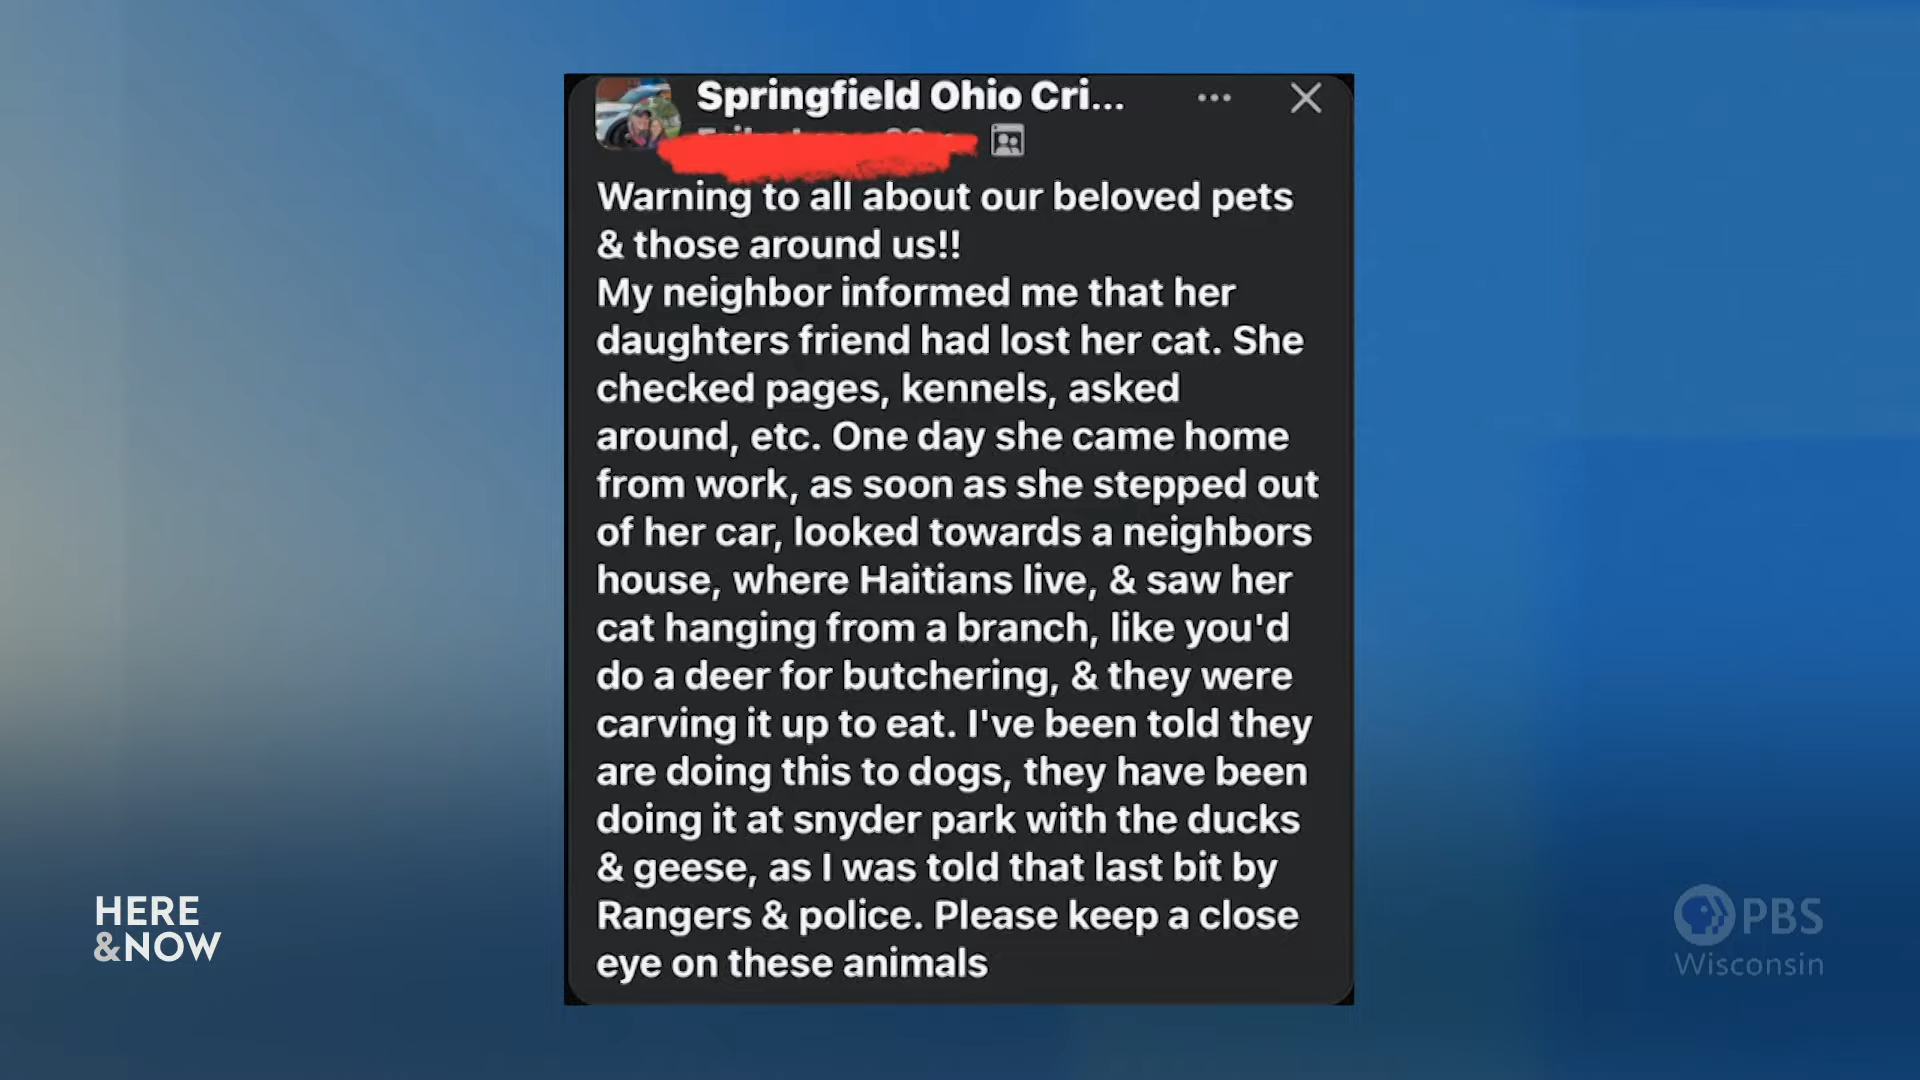 Springfield Ohio Cri...
Warning to all about our beloved pets
& those around us!!
My neighbor informed me that her
daughters friend had lost her cat. She
checked pages, kennels, asked
around, etc. One day she came home
from work, as soon as she stepped out
of her car, looked towards a neighbors
house, where Haitians live, & saw her
cat hanging from a branch, like you'd
do a deer for butchering, & they were
carving it up to eat. I've been told they
are doing this to dogs, they have been
doing it at snyder park with the ducks
& geese, as I was told that last bit by
Rangers & police. Please keep a close
eye on these animals
HERE
&NOW
PBS
Wisconsin